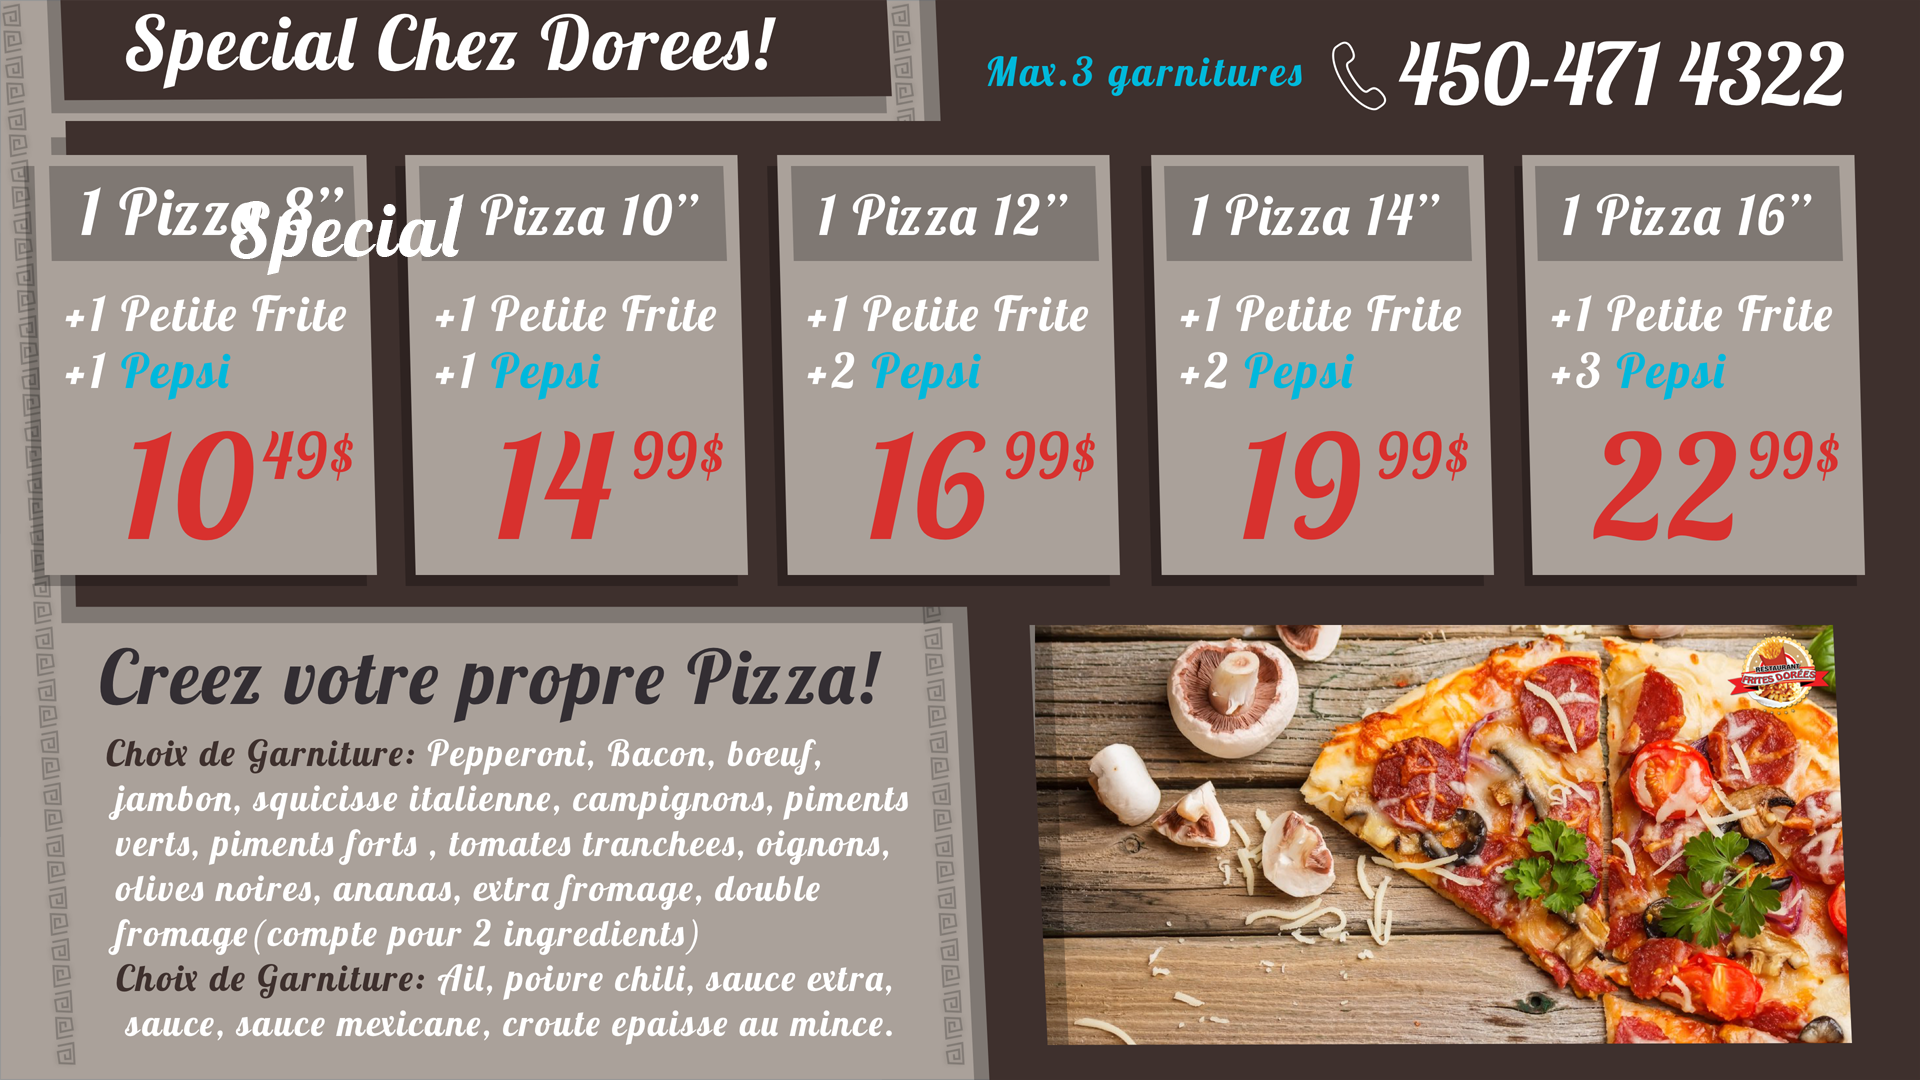 Special Chez Dorees!
Max.3 garnitures
450-471 4322
1 Pizza 8”
Special
+1 Petite Frite
+1 Pepsi
10 49$
1 Pizza 10”
+1 Petite Frite
+1 Pepsi
14 99$
1 Pizza 12”
+1 Petite Frite
+2 Pepsi
16 99$
1 Pizza 14”
+1 Petite Frite
+2 Pepsi
19 99$
1 Pizza 16”
+1 Petite Frite
+3 Pepsi
22 99$
Creez votre propre Pizza!
Choix de Garniture: Pepperoni, Bacon, boeuf,
jambon, squicisse italienne, campignons, piments
verts, piments forts , tomates tranchees, oignons,
olives noires, ananas, extra fromage, double
fromage(compte pour 2 ingredients)
Choix de Garniture: Ail, poivre chili, sauce extra,
sauce, sauce mexicane, croute epaisse au mince.
RESTAURANT
FRITES DORÉES